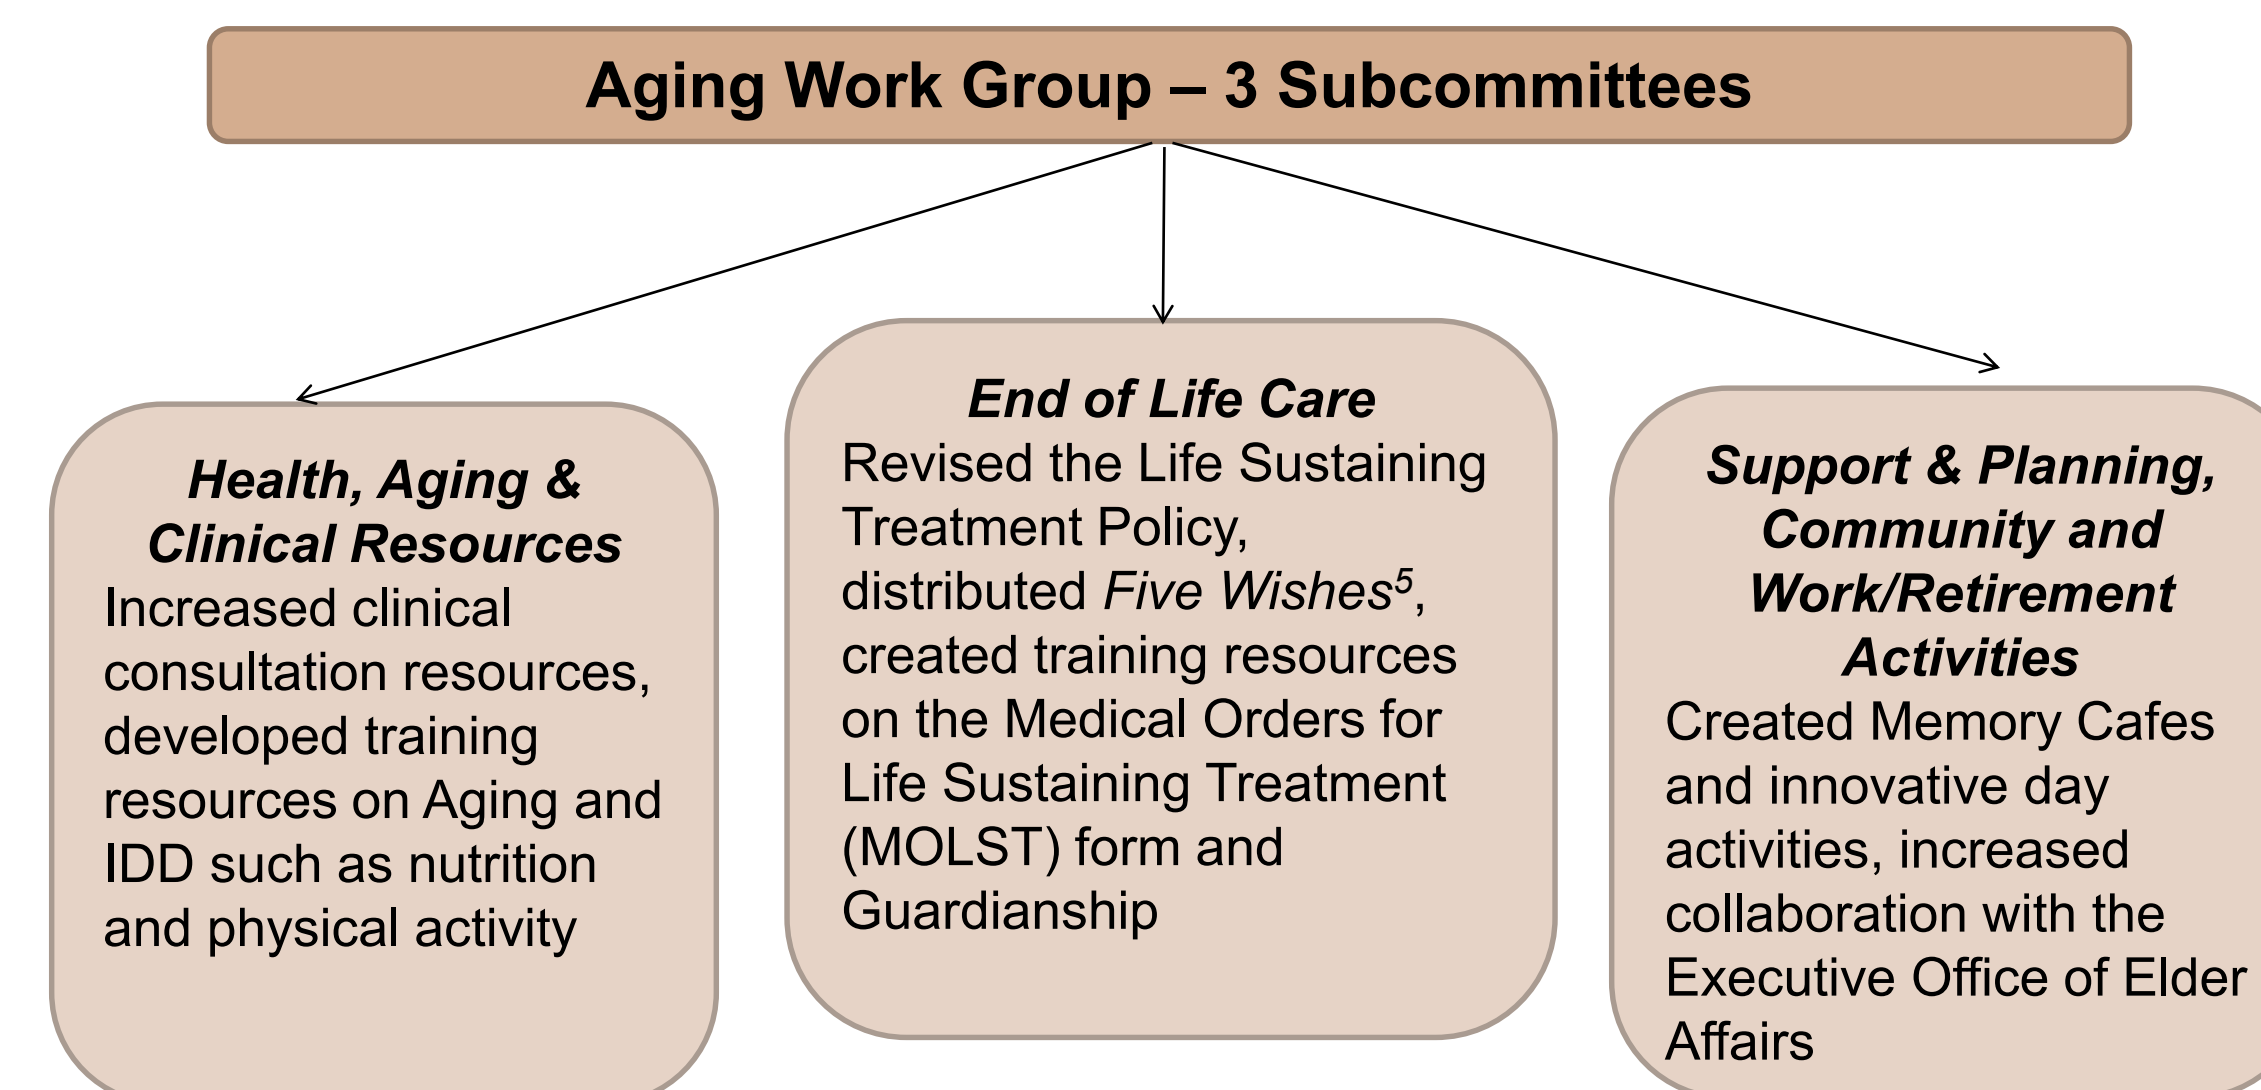 Aging Work Group – 3 Subcommittees
Health, Aging &
Clinical Resources
Increased clinical
consultation resources,
developed training
resources on Aging and
IDD such as nutrition
and physical activity
End of Life Care
Revised the Life Sustaining
Treatment Policy,
distributed Five Wishes⁵,
created training resources
on the Medical Orders for
Life Sustaining Treatment
(MOLST) form and
Guardianship
Support & Planning,
Community and
Work/Retirement
Activities
Created Memory Cafes
and innovative day
activities, increased
collaboration with the
Executive Office of Elder
Affairs